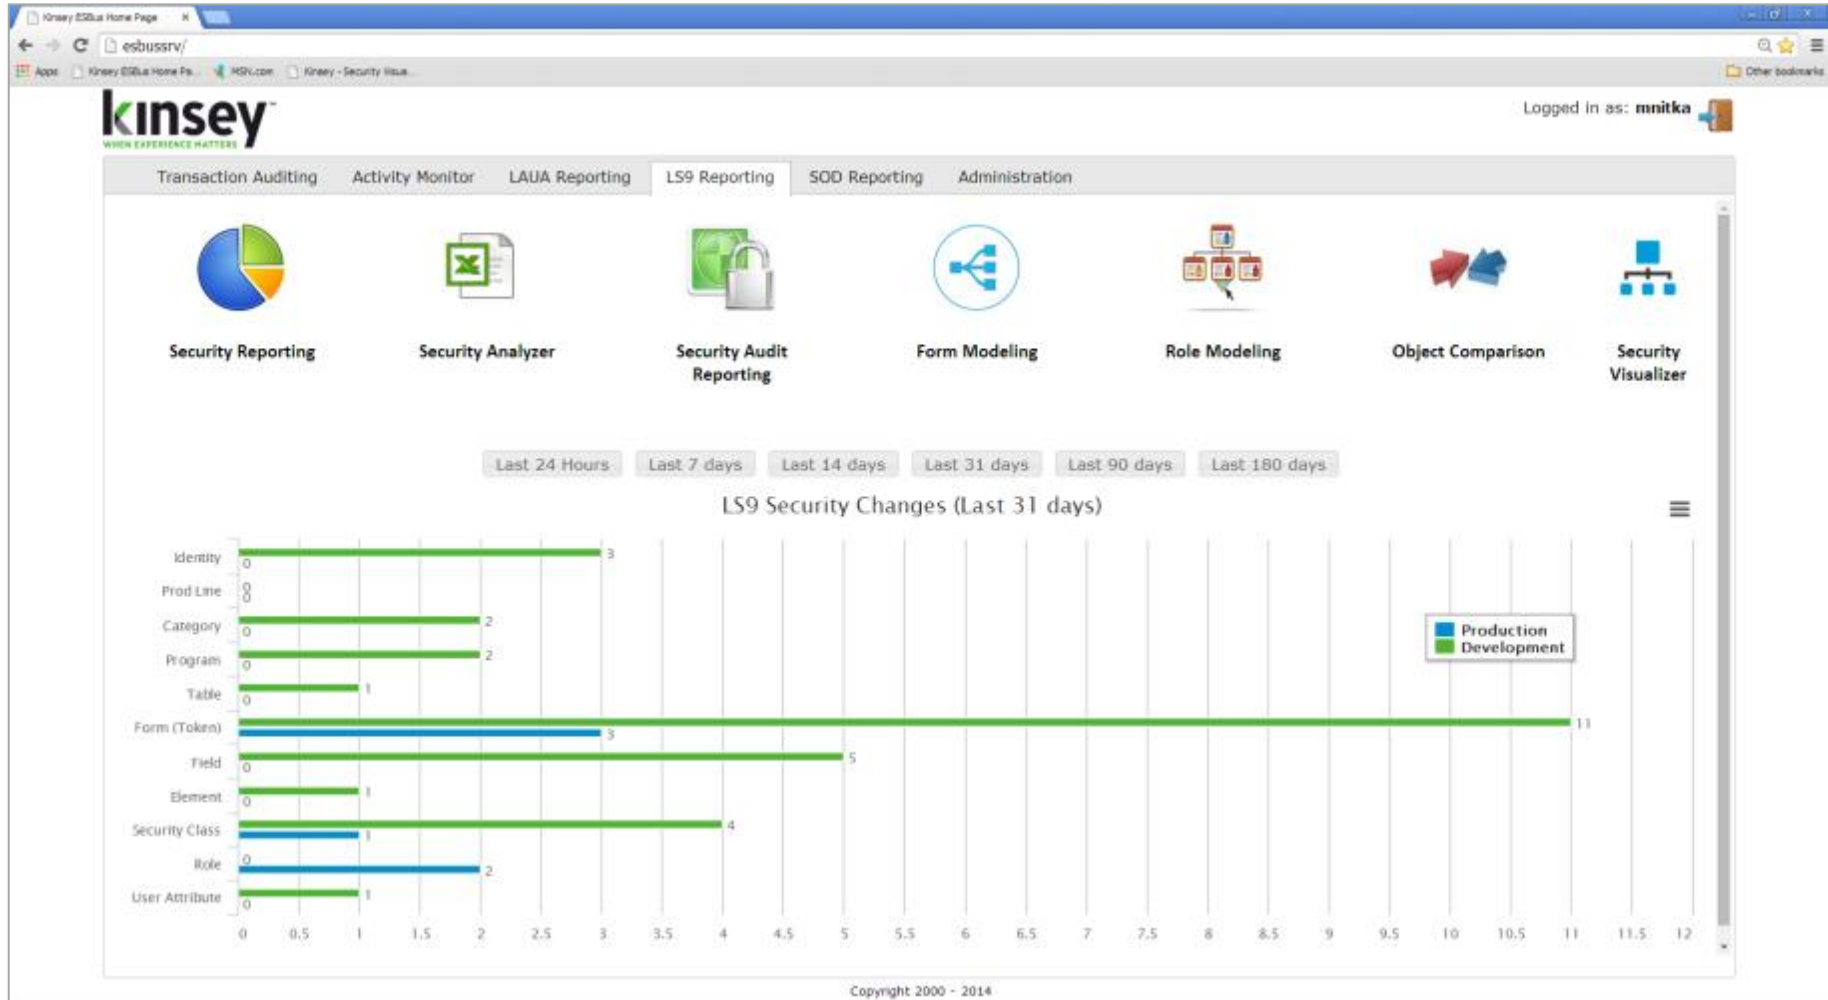 Kinsey ESBus Home Page
esbussrv/
Apps Kinsey ESBus Home Pa... MSN.com Kinsey - Security Visua... Other bookmarks
kinsey
WHEN EXPERIENCE MATTERS
Logged in as: mnitka
Transaction Auditing Activity Monitor LAUA Reporting LS9 Reporting SOD Reporting Administration
Security Reporting Security Analyzer Security Audit Form Modeling Role Modeling Object Comparison Security
Reporting Visualizer
Last 24 Hours Last 7 days Last 14 days Last 31 days Last 90 days Last 180 days
LS9 Security Changes (Last 31 days)
Identity 3
0
Prod Line 0
0
Category 2
0
Program 2
0
Table 1
0
Form (Token) 11
3
Field 5
0
Element 1
0
Security Class 4
1
Role 0
2
User Attribute 1
0
Production
Development
0 0.5 1 1.5 2 2.5 3 3.5 4 4.5 5 5.5 6 6.5 7 7.5 8 8.5 9 9.5 10 10.5 11 11.5 12
Copyright 2000 - 2014